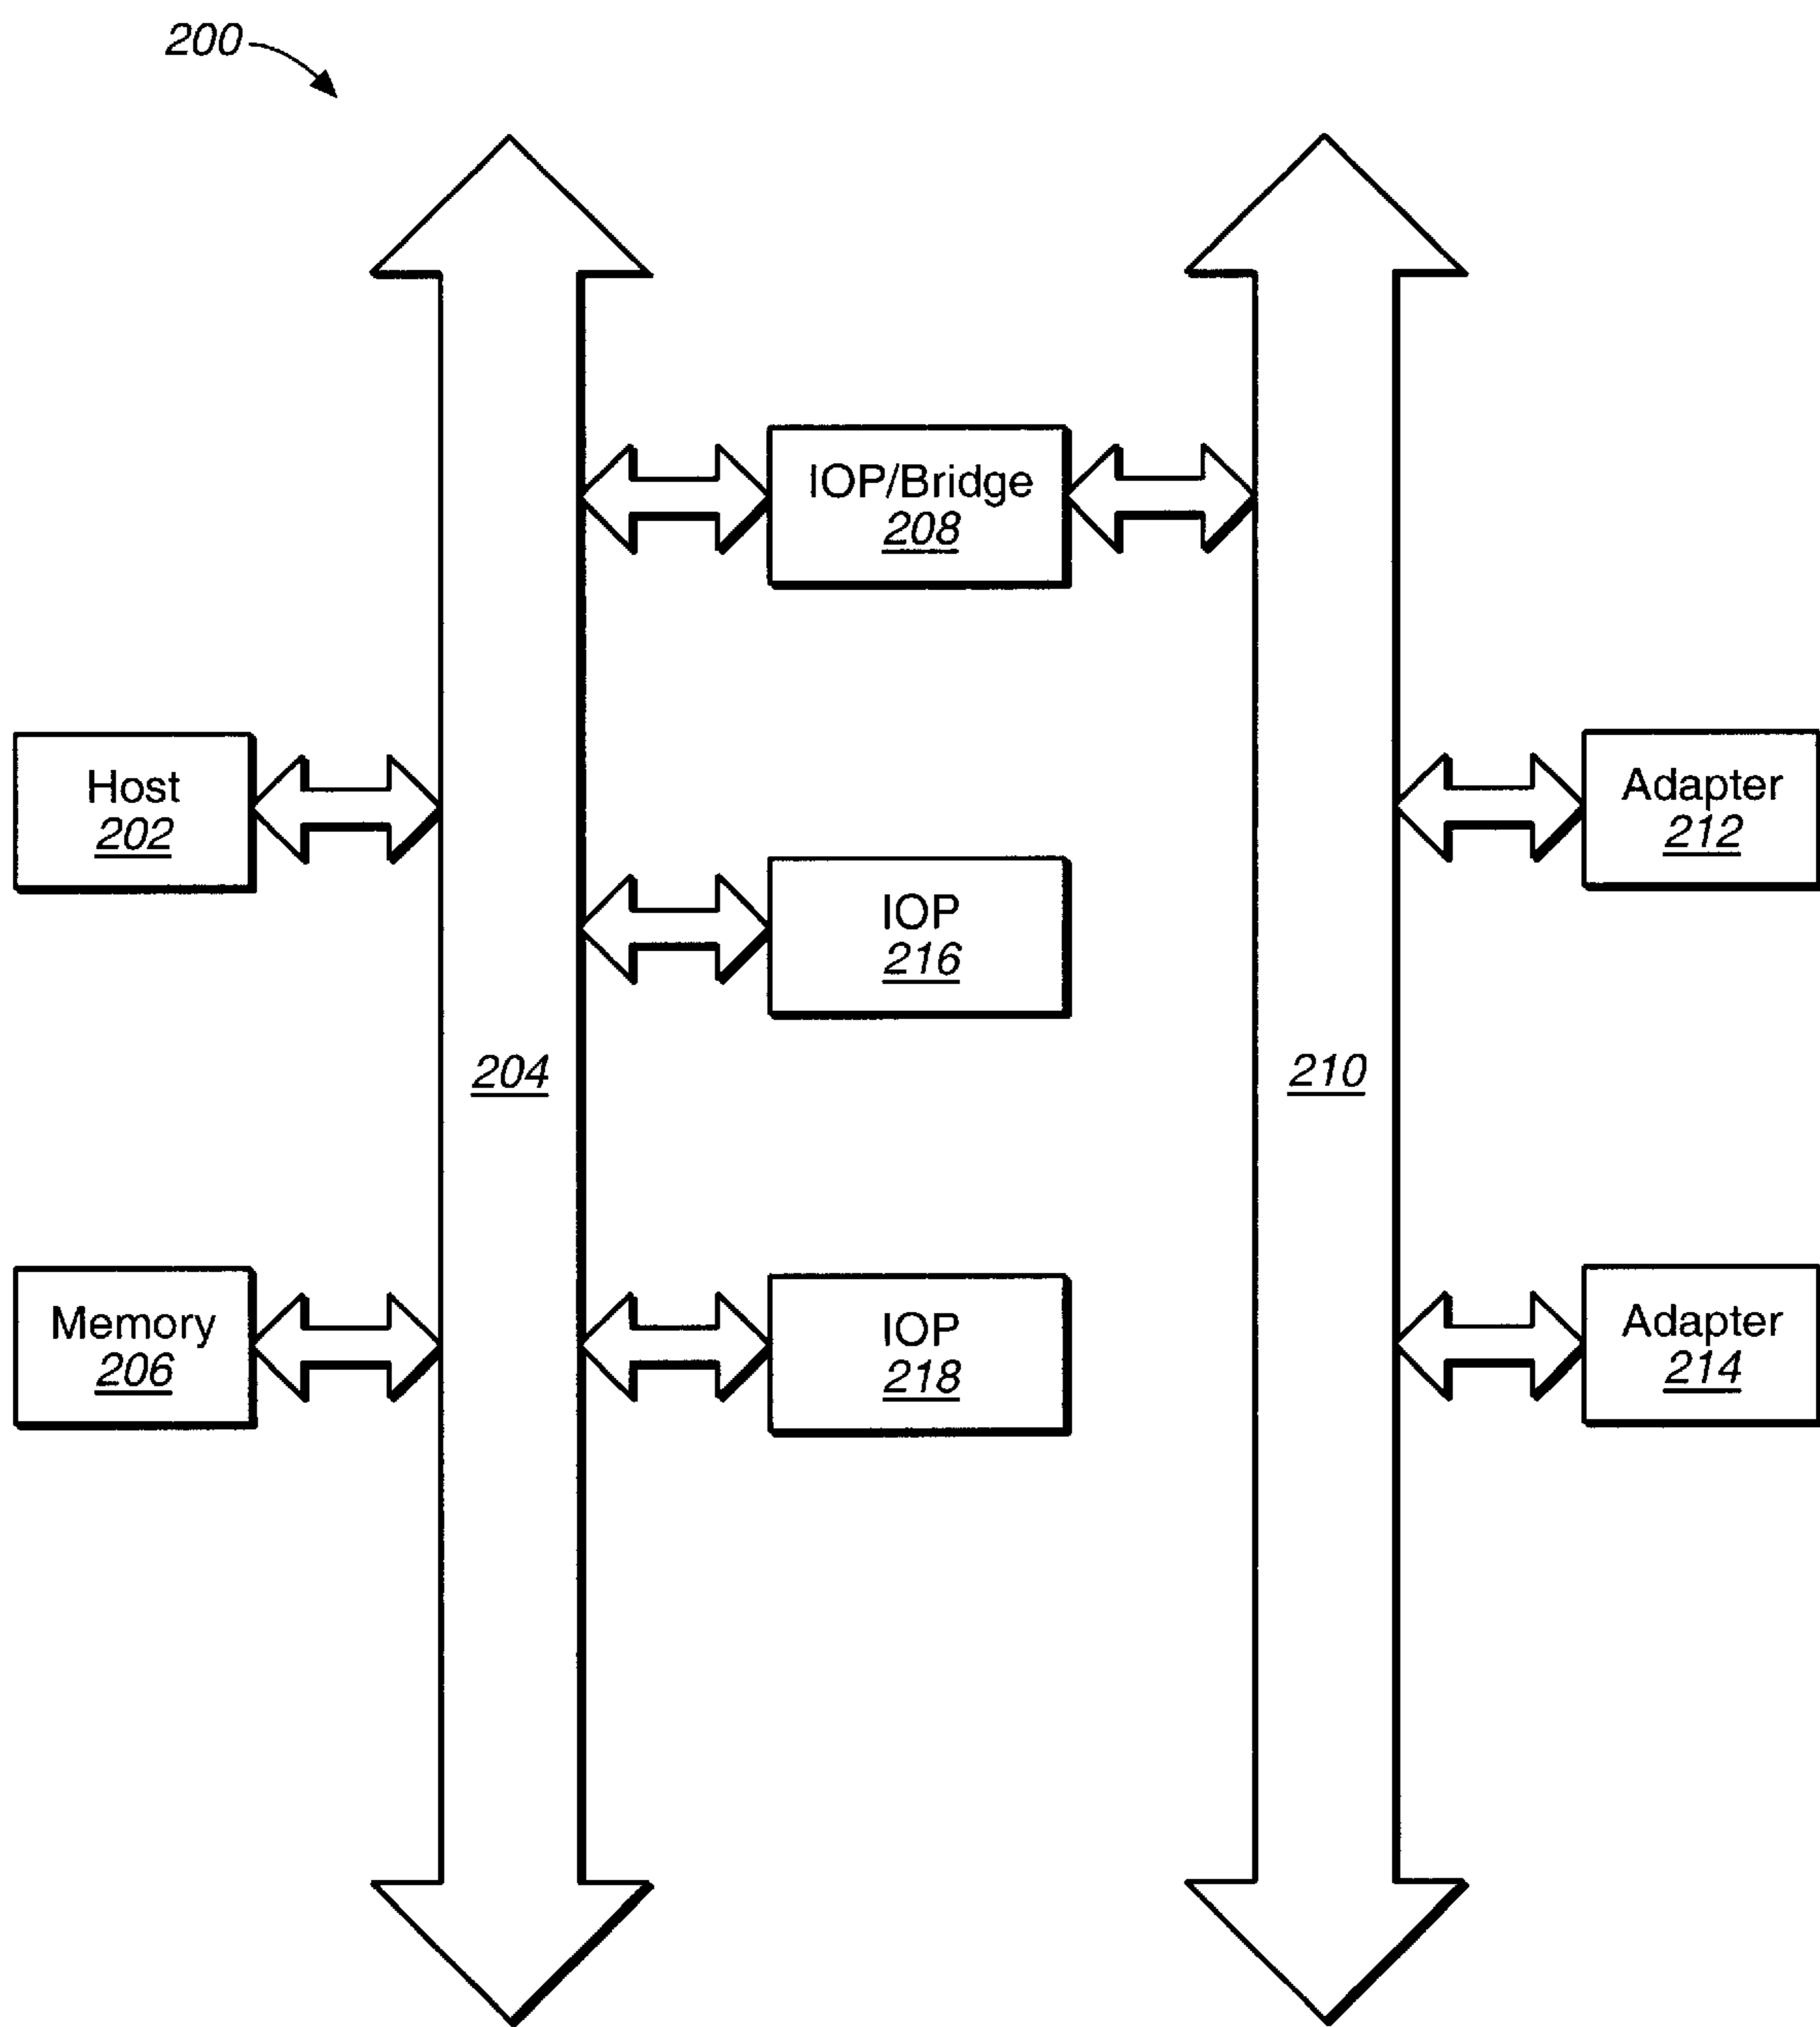 200
IOP/Bridge
208
Host
202
Adapter
212
IOP
216
204
210
Memory
206
IOP
218
Adapter
214